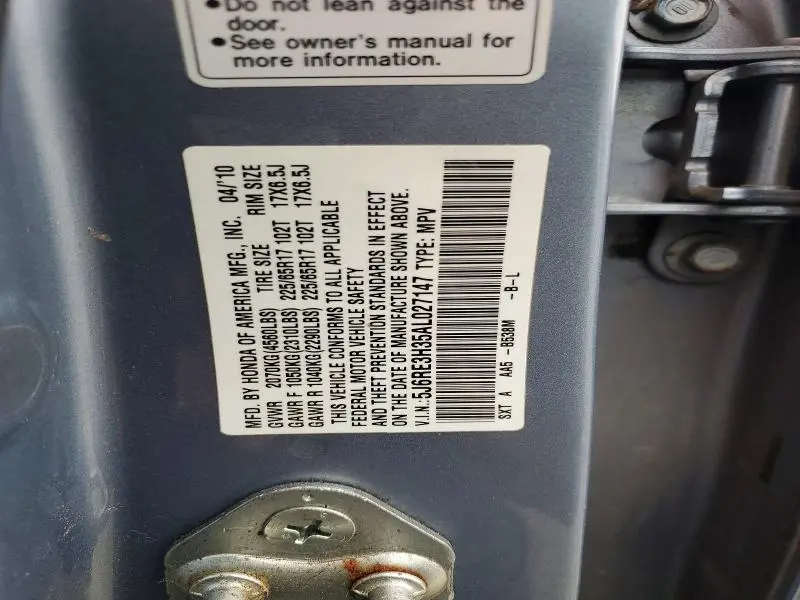 Do not lean against the
door.
See owner's manual for
more information.
MFD. BY HONDA OF AMERICA MFG., INC. 04/'10
GVWR 2070KG(4560LBS) TIRE SIZE RIM SIZE
GAWR F 1050KG(2310LBS) 225/65R17 102T 17X6.5J
GAWR R 1040KG(2290LBS) 225/65R17 102T 17X6.5J
THIS VEHICLE CONFORMS TO ALL APPLICABLE
FEDERAL MOTOR VEHICLE SAFETY
AND THEFT PREVENTION STANDARDS IN EFFECT
ON THE DATE OF MANUFACTURE SHOWN ABOVE.
V.I.N.: 5J6RE3H35AL027147 TYPE: MPV
SXT A AA5 -B538M -B-L